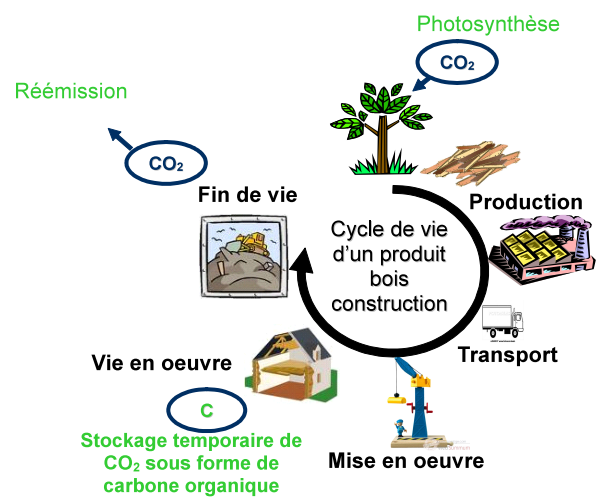 Photosynthèse
CO₂
Réémission
CO₂
Fin de vie
Production
Cycle de vie
d'un produit
bois
construction
Transport
Vie en oeuvre
C
Stockage temporaire de
CO₂ sous forme de
carbone organique
Mise en oeuvre